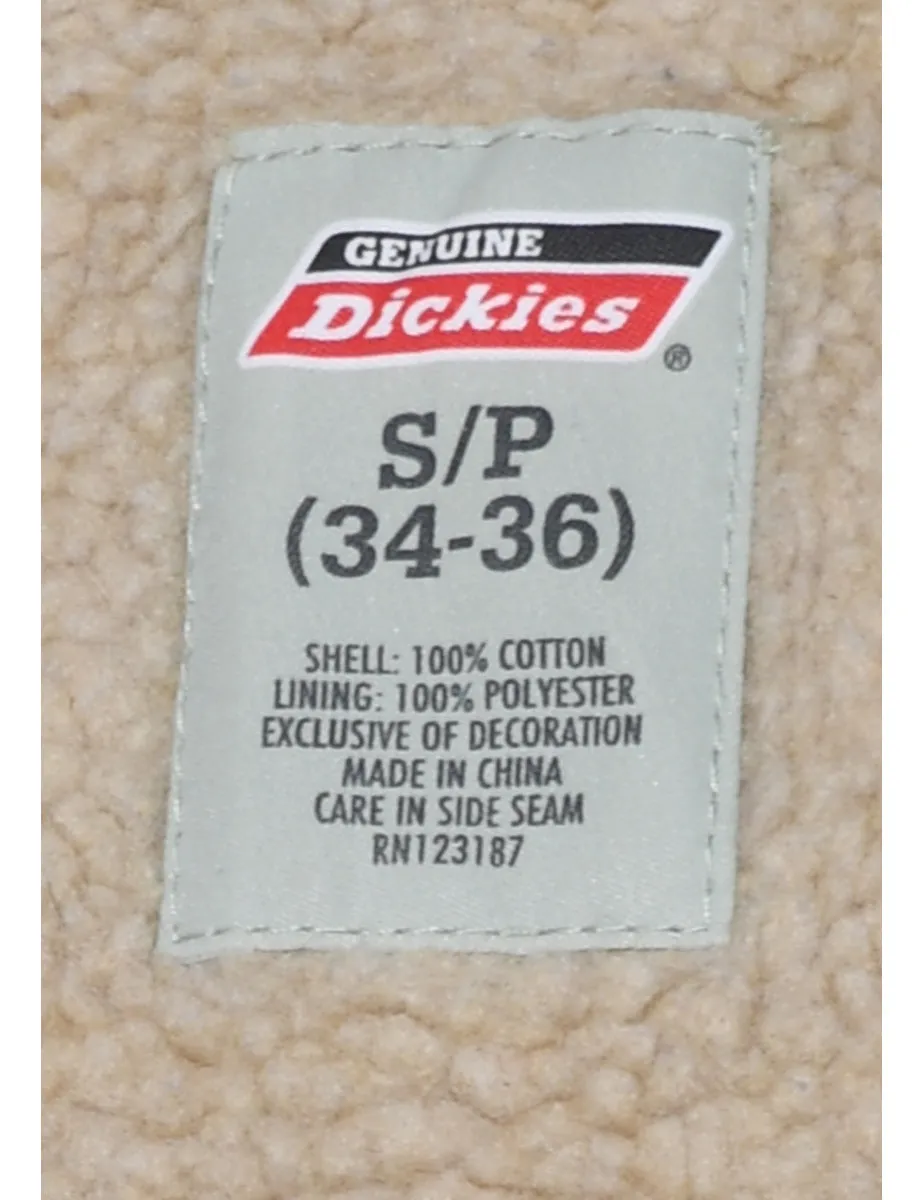 GENUINE
Dickies
®
S/P
(34-36)
SHELL: 100% COTTON
LINING: 100% POLYESTER
EXCLUSIVE OF DECORATION
MADE IN CHINA
CARE IN SIDE SEAM
RN123187